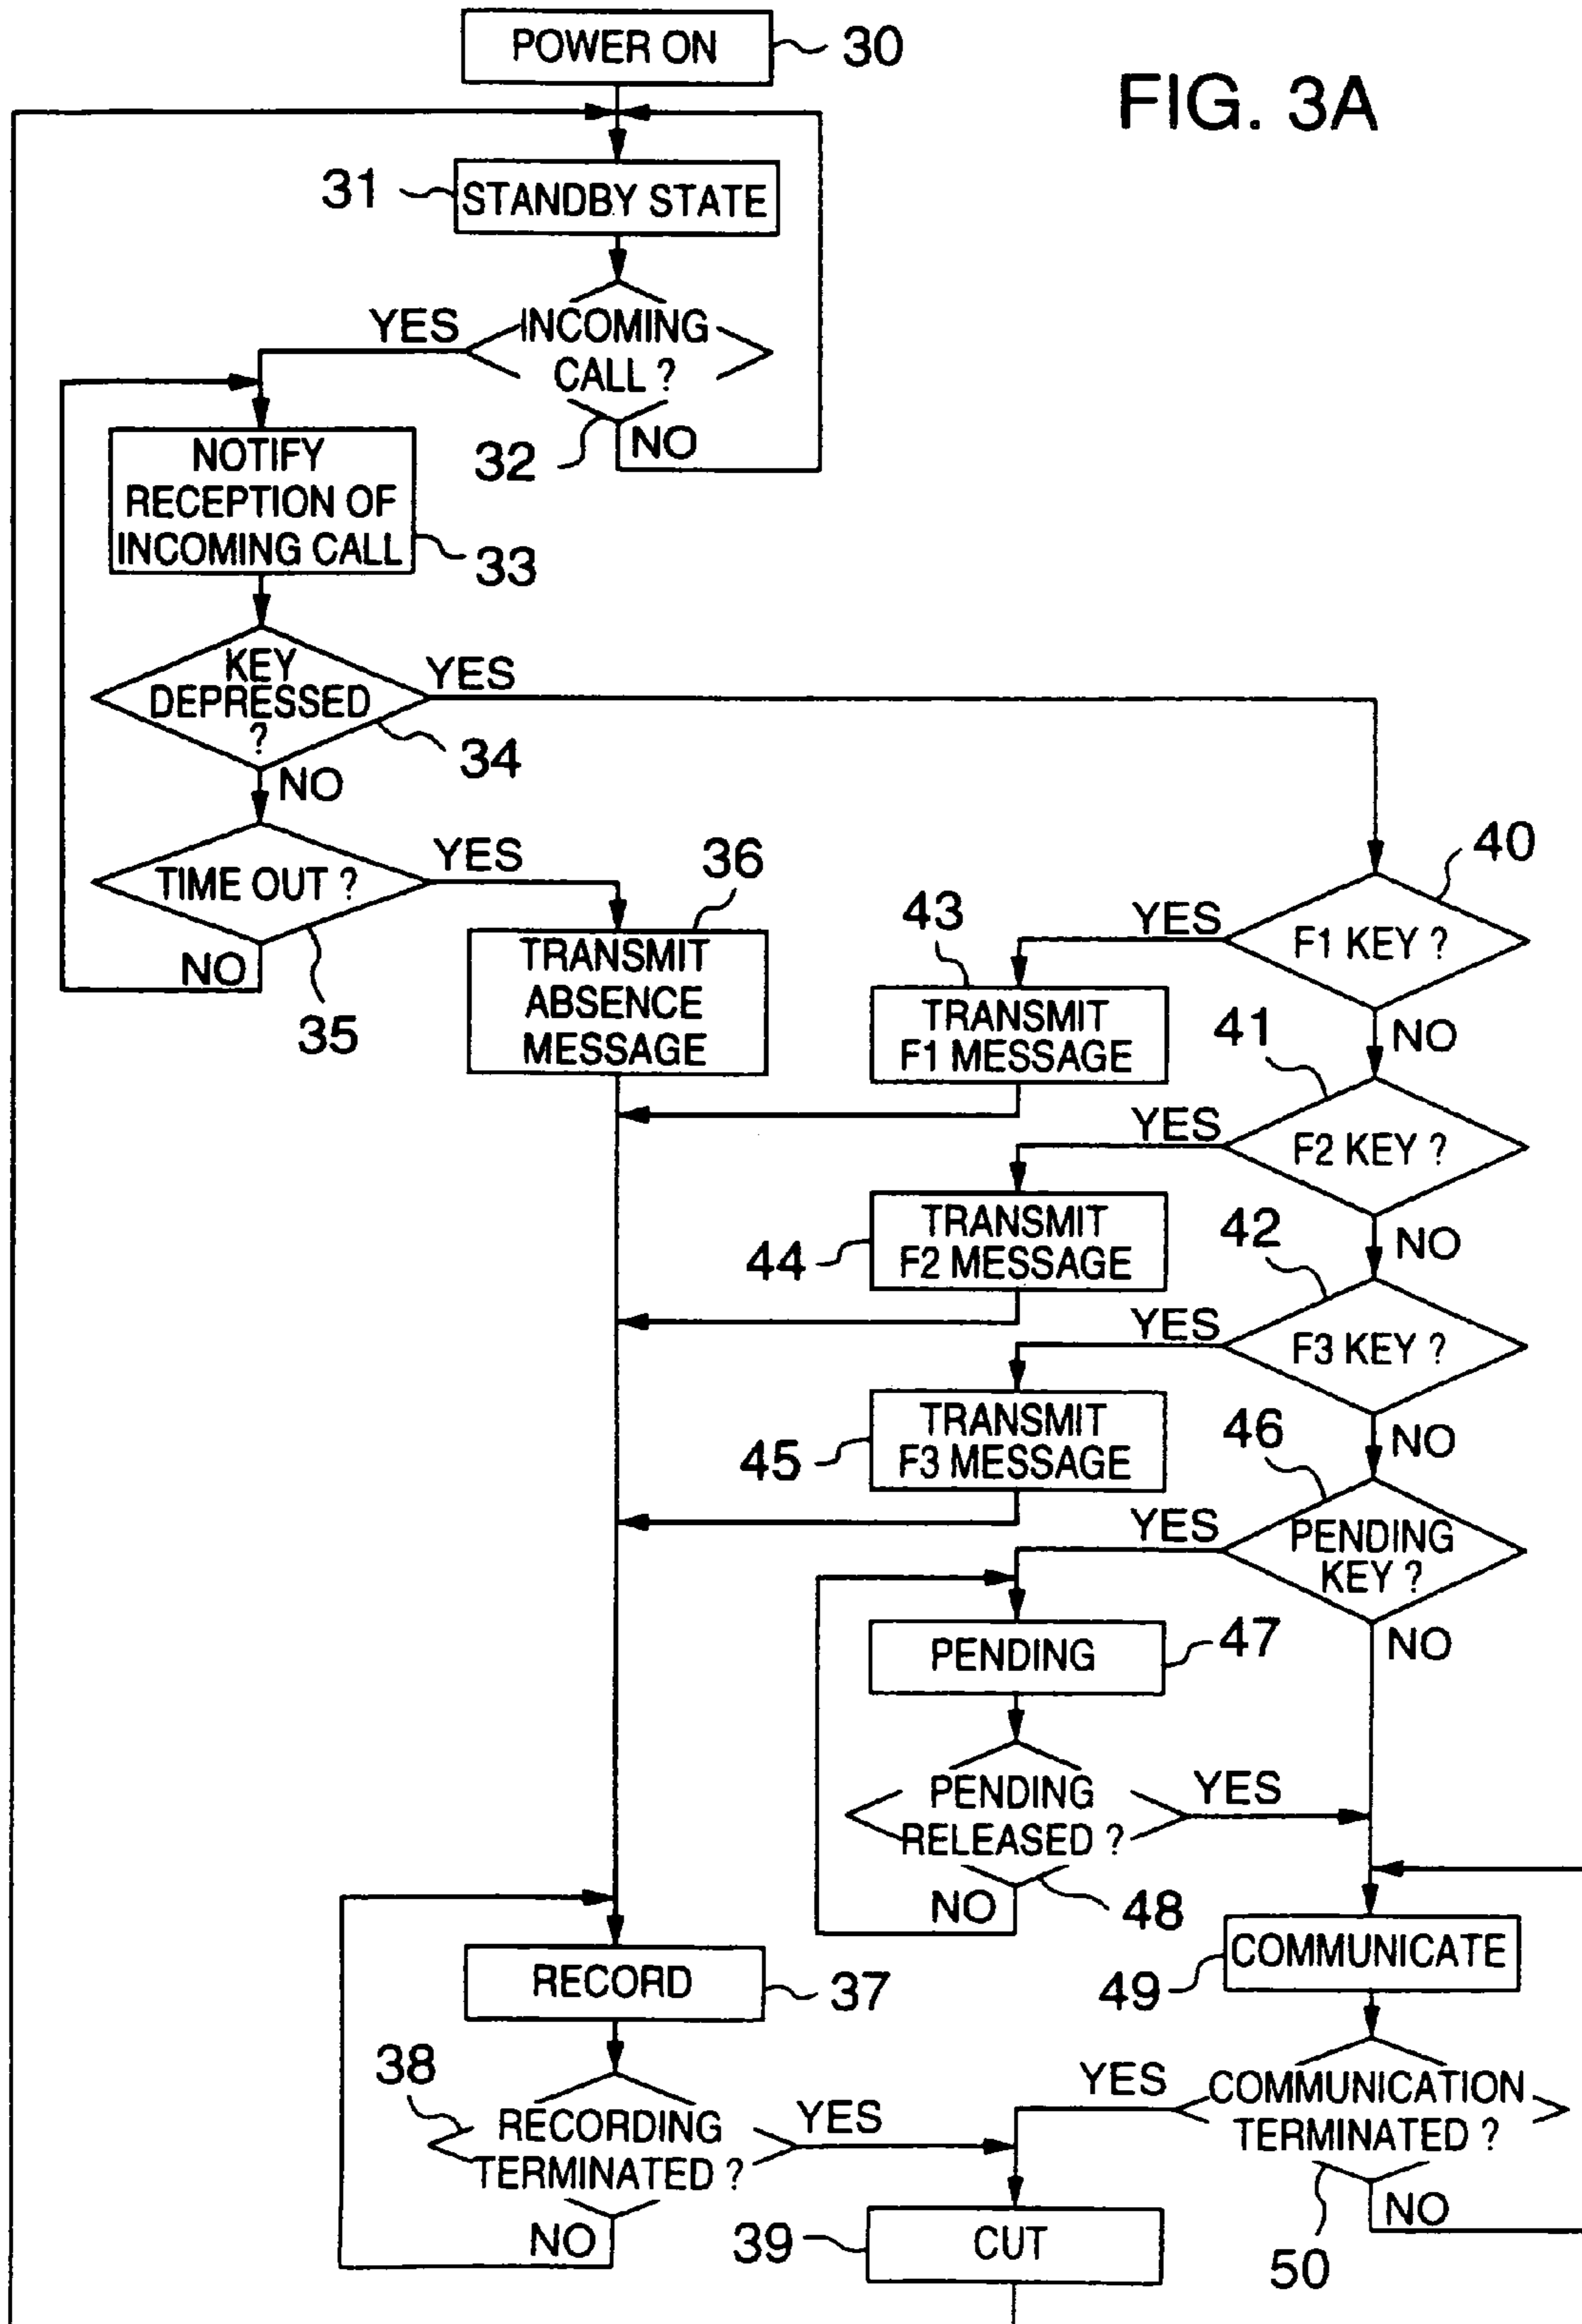 POWER ON
30
FIG. 3A
31
STANDBY STATE
YES
INCOMING
CALL ?
32
NO
NOTIFY
RECEPTION OF
INCOMING CALL
33
KEY
DEPRESSED
?
YES
34
NO
TIME OUT ?
YES
36
NO
35
TRANSMIT
ABSENCE
MESSAGE
40
F1 KEY ?
YES
43
TRANSMIT
F1 MESSAGE
NO
41
F2 KEY ?
YES
44
TRANSMIT
F2 MESSAGE
NO
42
F3 KEY ?
YES
45
TRANSMIT
F3 MESSAGE
NO
46
PENDING
KEY ?
YES
NO
PENDING
47
PENDING
RELEASED ?
YES
NO
48
COMMUNICATE
49
RECORD
37
38
RECORDING
TERMINATED ?
YES
NO
YES
COMMUNICATION
TERMINATED ?
NO
50
39
CUT